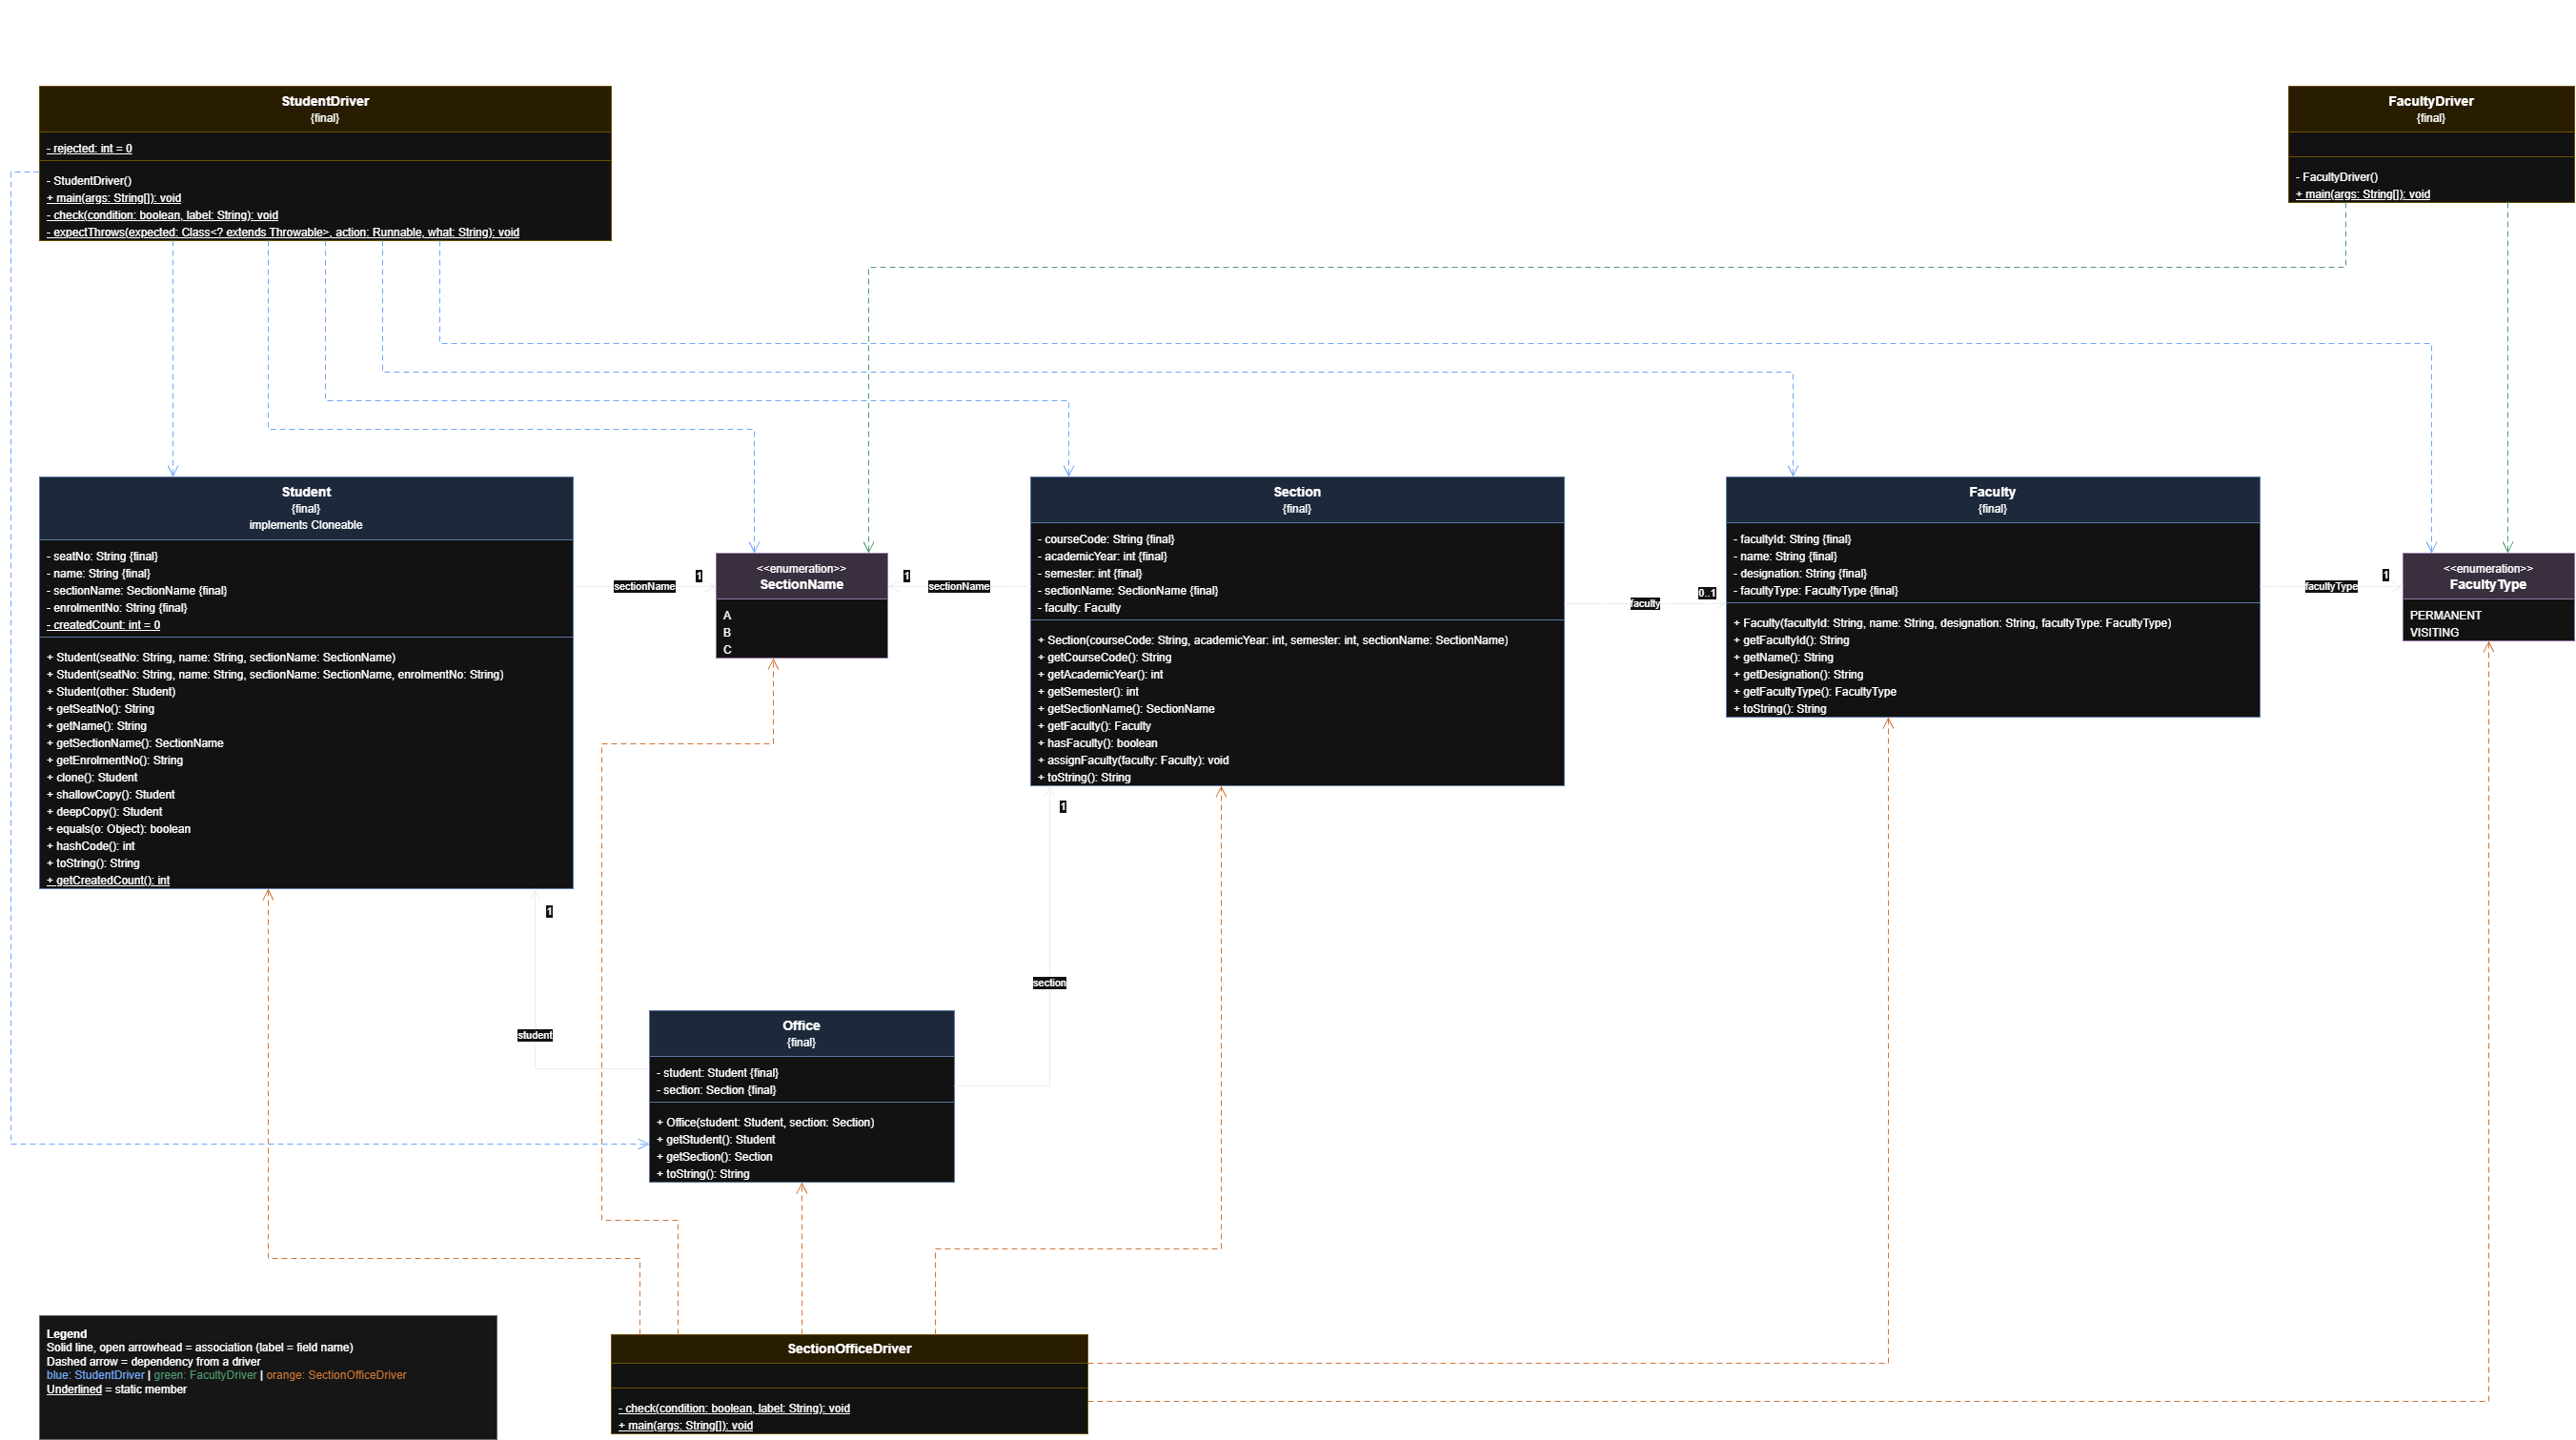 StudentDriver
{final}
- rejected: int = 0
- StudentDriver()
+ main(args: String[]): void
- check(condition: boolean, label: String): void
- expectThrows(expected: Class<? extends Throwable>, action: Runnable, what: String): void
FacultyDriver
{final}
- FacultyDriver()
+ main(args: String[]): void
Student
{final}
implements Cloneable
- seatNo: String {final}
- name: String {final}
- sectionName: SectionName {final}
- enrolmentNo: String {final}
- createdCount: int = 0
+ Student(seatNo: String, name: String, sectionName: SectionName)
+ Student(seatNo: String, name: String, sectionName: SectionName, enrolmentNo: String)
+ Student(other: Student)
+ getSeatNo(): String
+ getName(): String
+ getSectionName(): SectionName
+ getEnrolmentNo(): String
+ clone(): Student
+ shallowCopy(): Student
+ deepCopy(): Student
+ equals(o: Object): boolean
+ hashCode(): int
+ toString(): String
+ getCreatedCount(): int
sectionName
1
<<enumeration>>
SectionName
A
B
C
1
sectionName
Section
{final}
- courseCode: String {final}
- academicYear: int {final}
- semester: int {final}
- sectionName: SectionName {final}
- faculty: Faculty
+ Section(courseCode: String, academicYear: int, semester: int, sectionName: SectionName)
+ getCourseCode(): String
+ getAcademicYear(): int
+ getSemester(): int
+ getSectionName(): SectionName
+ getFaculty(): Faculty
+ hasFaculty(): boolean
+ assignFaculty(faculty: Faculty): void
+ toString(): String
faculty
0..1
Faculty
{final}
- facultyId: String {final}
- name: String {final}
- designation: String {final}
- facultyType: FacultyType {final}
+ Faculty(facultyId: String, name: String, designation: String, facultyType: FacultyType)
+ getFacultyId(): String
+ getName(): String
+ getDesignation(): String
+ getFacultyType(): FacultyType
+ toString(): String
facultyType
1
<<enumeration>>
FacultyType
PERMANENT
VISITING
1
1
section
student
Office
{final}
- student: Student {final}
- section: Section {final}
+ Office(student: Student, section: Section)
+ getStudent(): Student
+ getSection(): Section
+ toString(): String
Legend
Solid line, open arrowhead = association (label = field name)
Dashed arrow = dependency from a driver
blue: StudentDriver | green: FacultyDriver | orange: SectionOfficeDriver
Underlined = static member
SectionOfficeDriver
- check(condition: boolean, label: String): void
+ main(args: String[]): void